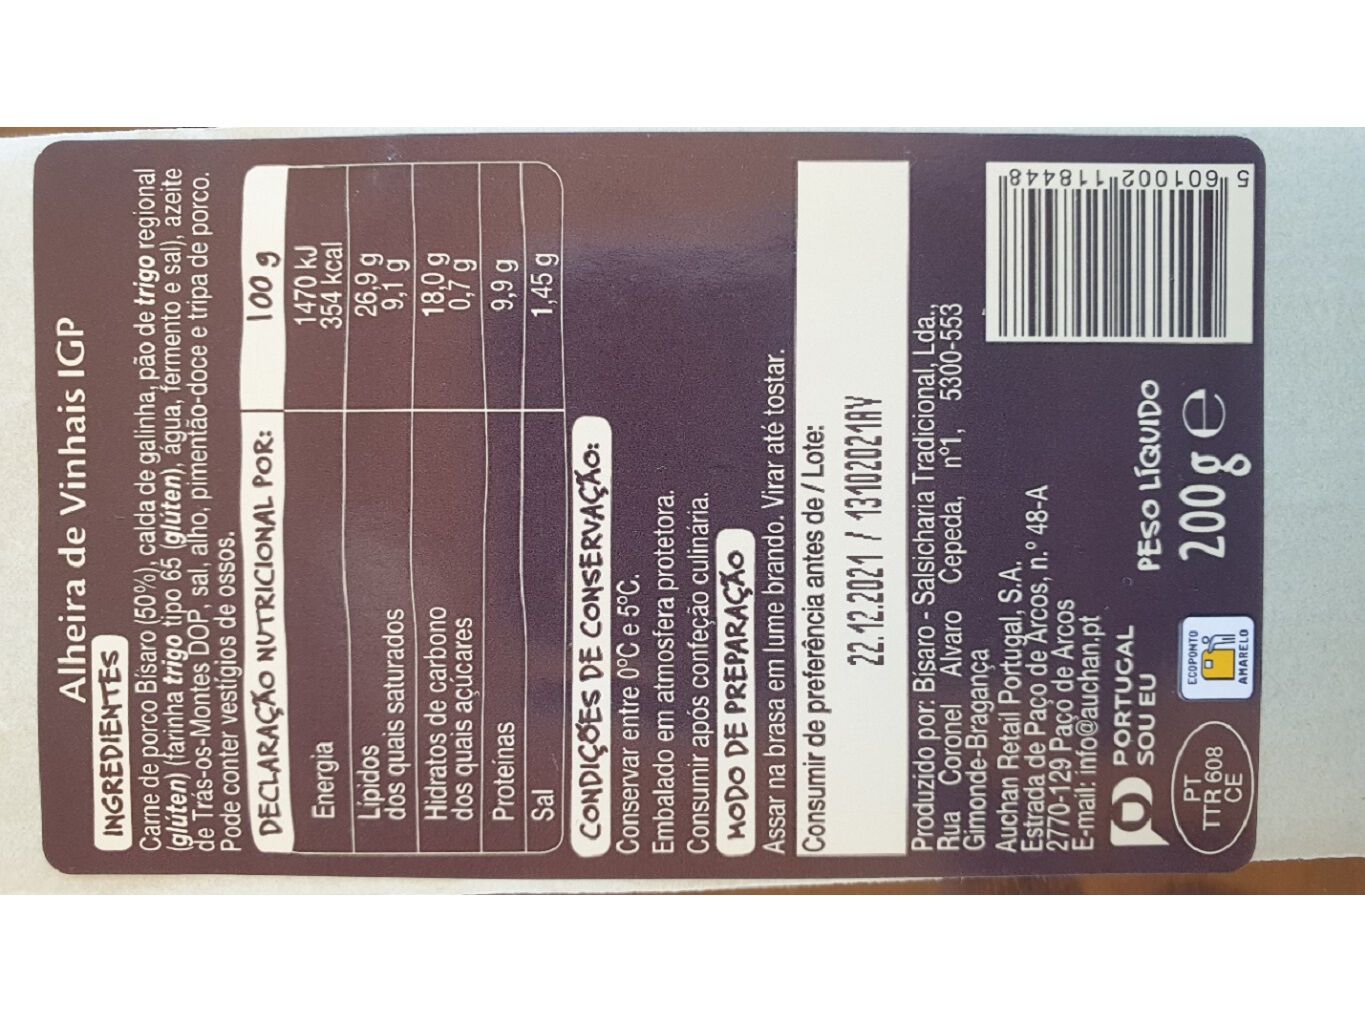 Alheira de Vinhais IGP
INGREDIENTES
Carne de porco Bísaro (50%), calda de galinha, pão de trigo regional
(glúten) (farinha trigo tipo 65 (glúten), água, fermento e sal), azeite
de Trás-os-Montes DOP, sal, alho, pimentão-doce e tripa de porco.
Pode conter vestígios de ossos.
DECLARAÇÃO NUTRICIONAL POR: 100 g
Energia 1470 kJ
354 kcal
Lípidos 26,9 g
dos quais saturados 9,1 g
Hidratos de carbono 18,0 g
dos quais açúcares 0,7 g
Proteínas 9,9 g
Sal 1,45 g
CONDIÇÕES DE CONSERVAÇÃO:
Conservar entre 0ºC e 5ºC.
Embalado em atmosfera protetora.
Consumir após confeção culinária.
MODO DE PREPARAÇÃO
Assar na brasa em lume brando. Virar até tostar.
Consumir de preferência antes de / Lote:
22.12.2021 / 13102021AV
Produzido por: Bísaro - Salsicharia Tradicional, Lda.,
Rua Coronel Alvaro Cepeda, nº1, 5300-553
Gimonde-Bragança
Auchan Retail Portugal, S.A.
Estrada de Paço de Arcos, n.º 48-A
2770-129 Paço de Arcos
E-mail: info@auchan.pt
PORTUGAL
SOU EU
PT
TTR 608
CE
ECOPONTO
AMARELO
PESO LÍQUIDO
200g e
5 601002 118448